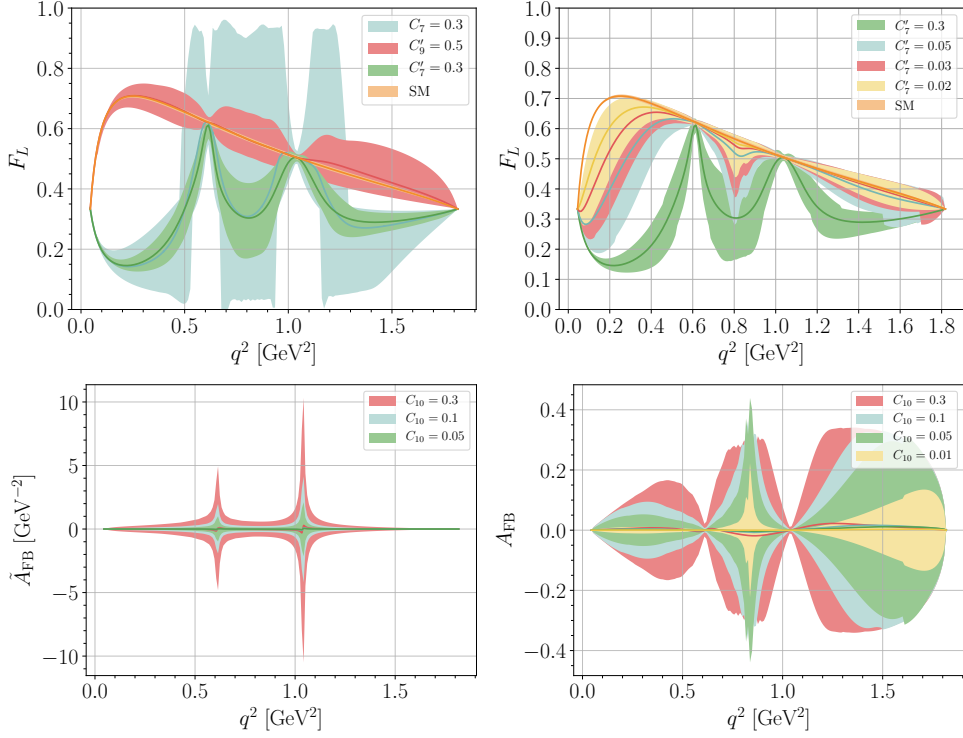 1.0
0.8
0.6
0.4
0.2
0.0
F_L
C_7 = 0.3
C'_9 = 0.5
C'_7 = 0.3
SM
0.0 0.5 1.0 1.5
q^2 [GeV^2]
1.0
0.9
0.8
0.7
0.6
0.5
0.4
0.3
0.2
0.1
0.0
F_L
C'_7 = 0.3
C'_7 = 0.05
C'_7 = 0.03
C'_7 = 0.02
SM
0.0 0.2 0.4 0.6 0.8 1.0 1.2 1.4 1.6 1.8
q^2 [GeV^2]
10
5
0
−5
−10
Ã_FB [GeV^−2]
C_10 = 0.3
C_10 = 0.1
C_10 = 0.05
0.0 0.5 1.0 1.5
q^2 [GeV^2]
0.4
0.2
0.0
−0.2
−0.4
A_FB
C_10 = 0.3
C_10 = 0.1
C_10 = 0.05
C_10 = 0.01
0.0 0.5 1.0 1.5
q^2 [GeV^2]